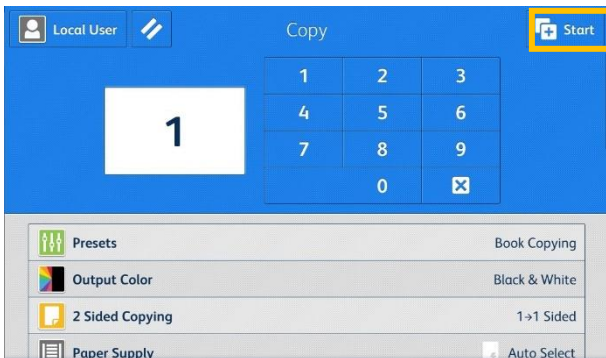 Local User
Copy
Start
1
1 2 3
4 5 6
7 8 9
0
Presets Book Copying
Output Color Black & White
2 Sided Copying 1→1 Sided
Paper Supply Auto Select